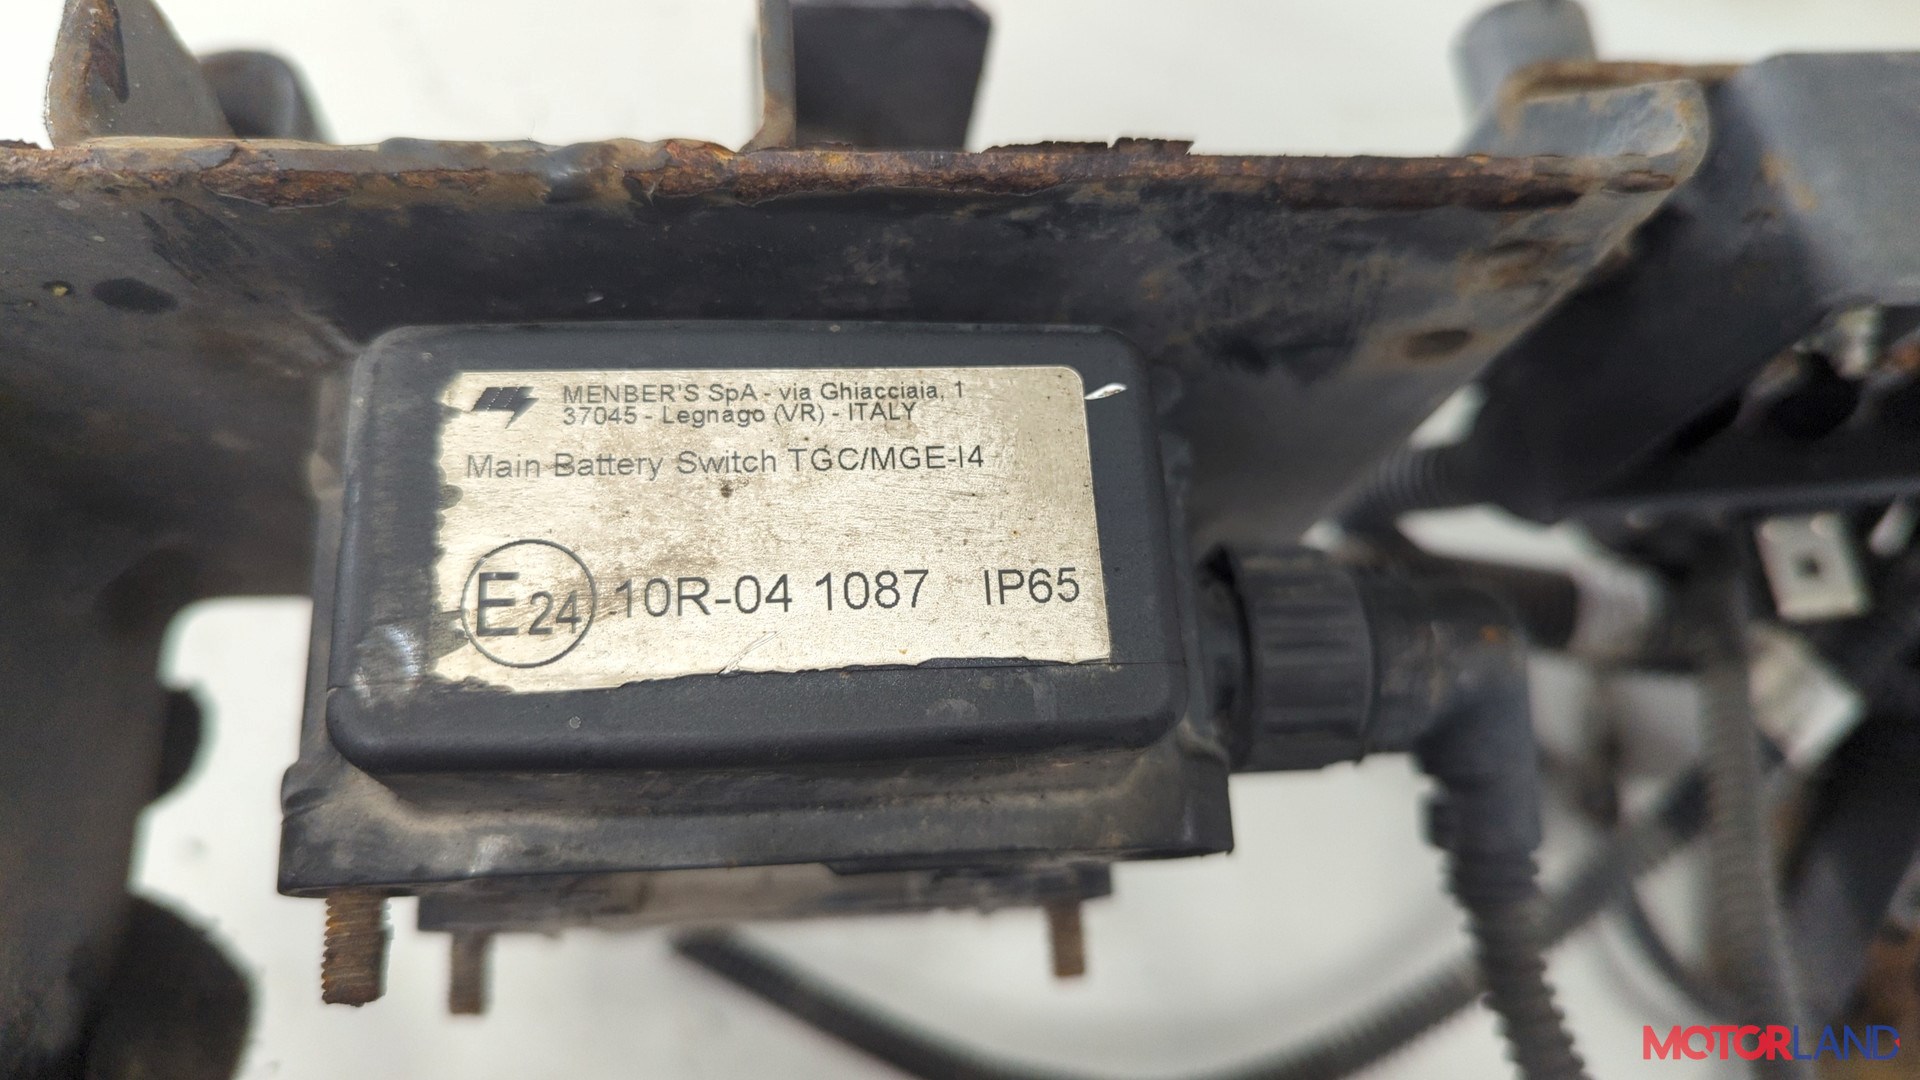 MENBER'S SpA - via Ghiacciaia, 1
37045 - Legnago (VR) - ITALY
Main Battery Switch TGC/MGE-I4
E24 10R-04 1087 IP65
MOTORLAND